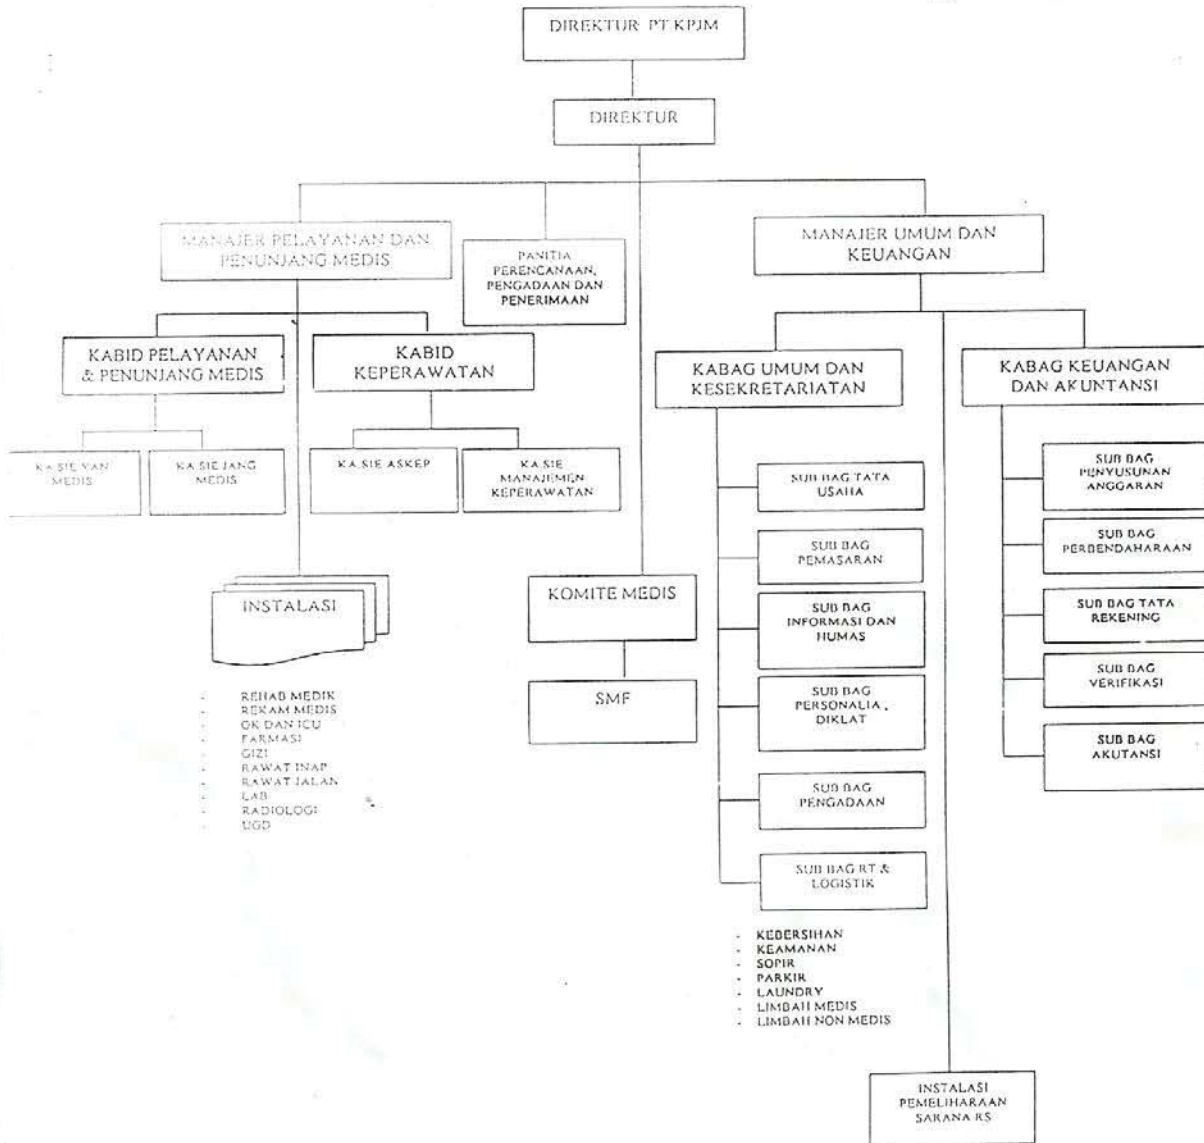 DIREKTUR PT KPJM
DIREKTUR
MANAJER PELAYANAN DAN
PENUNJANG MEDIS
PANITIA
PERENCANAAN,
PENGADAAN DAN
PENERIMAAN
MANAJER UMUM DAN
KEUANGAN
KABID PELAYANAN
& PENUNJANG MEDIS
KABID
KEPERAWATAN
KABAG UMUM DAN
KESEKRETARIATAN
KABAG KEUANGAN
DAN AKUNTANSI
KA SIE YAN
MEDIS
KA SIE JANG
MEDIS
KA SIE ASKEP
KA SIE
MANAJEMEN
KEPERAWATAN
SUB BAG TATA
USAHA
SUB BAG
PEMASARAN
SUB BAG
INFORMASI DAN
HUMAS
SUB BAG
PERSONALIA ,
DIKLAT
SUB BAG
PENGADAAN
SUB BAG RT &
LOGISTIK
SUB BAG
PENYUSUNAN
ANGGARAN
SUB BAG
PERBENDAHARAAN
SUB BAG TATA
REKENING
SUB BAG
VERIFIKASI
SUB BAG
AKUTANSI
INSTALASI
- REHAB MEDIK
- REKAM MEDIS
- OK DAN ICU
- FARMASI
- GIZI
- RAWAT INAP
- RAWAT JALAN
- LAB
- RADIOLOGI
- UGD
KOMITE MEDIS
SMF
- KEBERSIHAN
- KEAMANAN
- SOPIR
- PARKIR
- LAUNDRY
- LIMBAH MEDIS
- LIMBAH NON MEDIS
INSTALASI
PEMELIHARAAN
SARANA RS